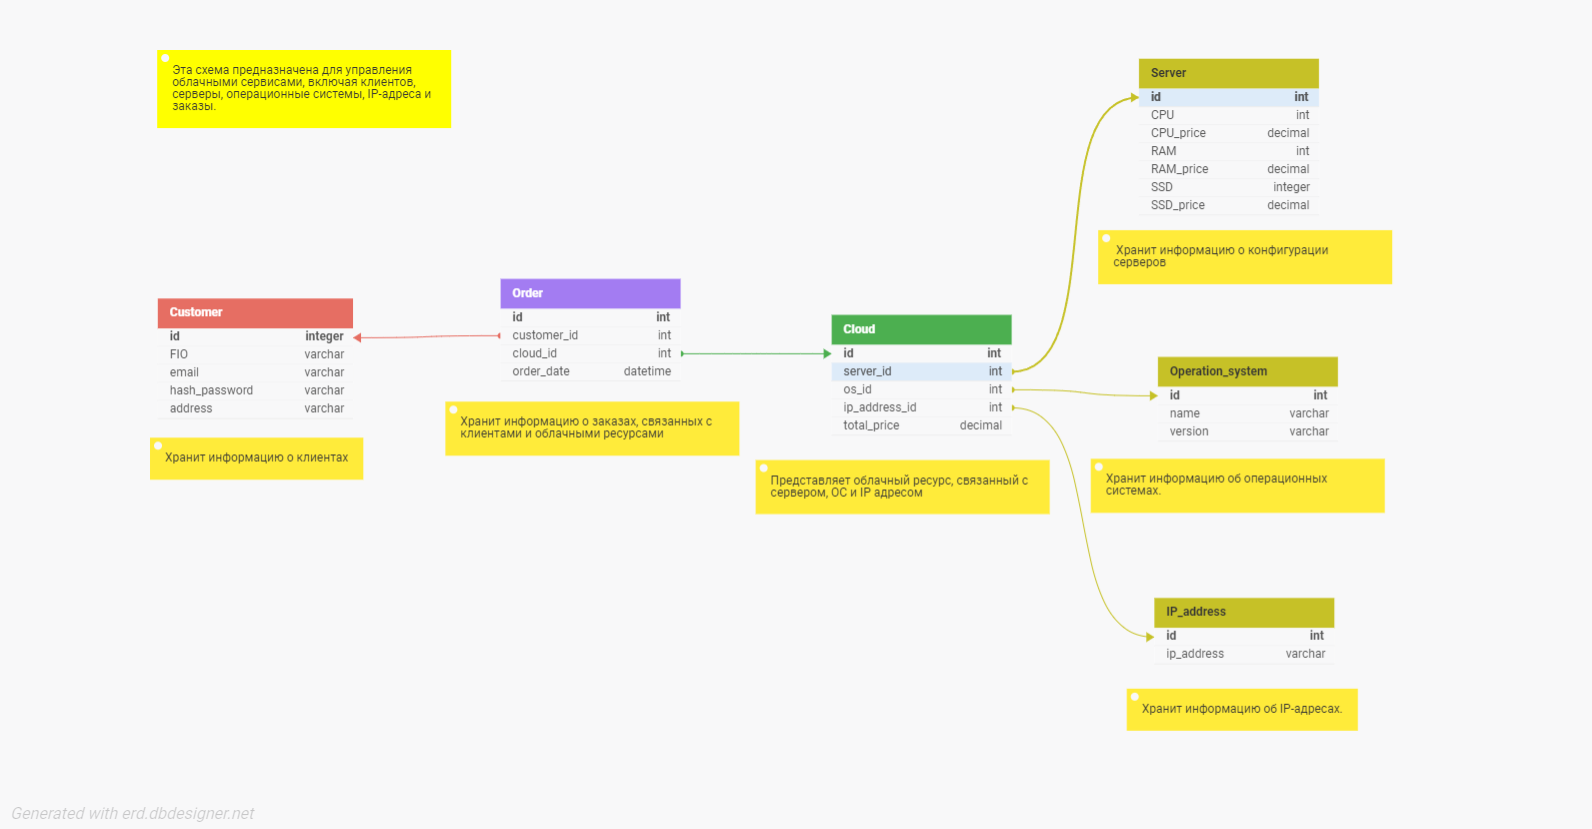 Эта схема предназначена для управления
облачными сервисами, включая клиентов,
серверы, операционные системы, IP-адреса и
заказы.
Server
id int
CPU int
CPU_price decimal
RAM int
RAM_price decimal
SSD integer
SSD_price decimal
Хранит информацию о конфигурации
серверов
Customer
id integer
FIO varchar
email varchar
hash_password varchar
address varchar
Хранит информацию о клиентах
Order
id int
customer_id int
cloud_id int
order_date datetime
Хранит информацию о заказах, связанных с
клиентами и облачными ресурсами
Cloud
id int
server_id int
os_id int
ip_address_id int
total_price decimal
Представляет облачный ресурс, связанный с
сервером, ОС и IP адресом
Operation_system
id int
name varchar
version varchar
Хранит информацию об операционных
системах.
IP_address
id int
ip_address varchar
Хранит информацию об IP-адресах.
Generated with erd.dbdesigner.net